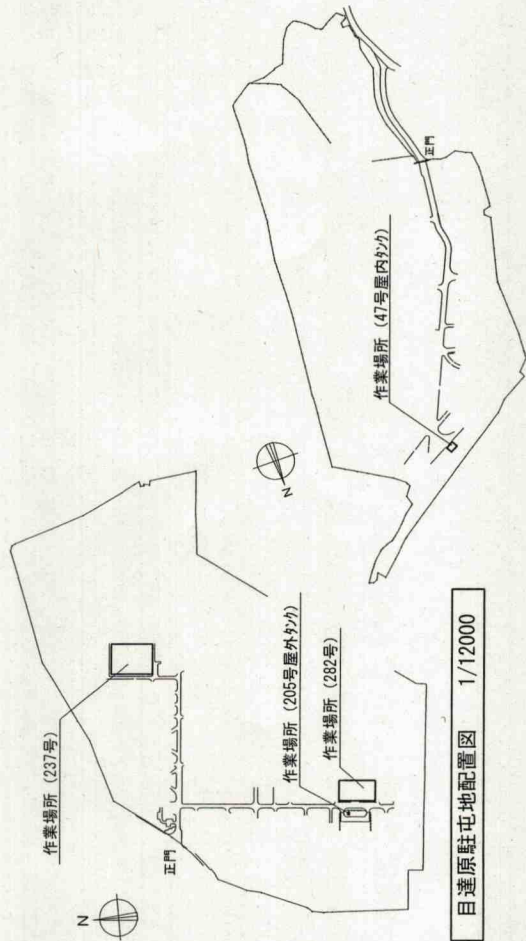 N
作業場所 (237号)
正門
作業場所 (205号屋外ﾀﾝｸ)
作業場所 (282号)
N
作業場所 (47号屋内ﾀﾝｸ)
正門
目達原駐屯地配置図 1/12000